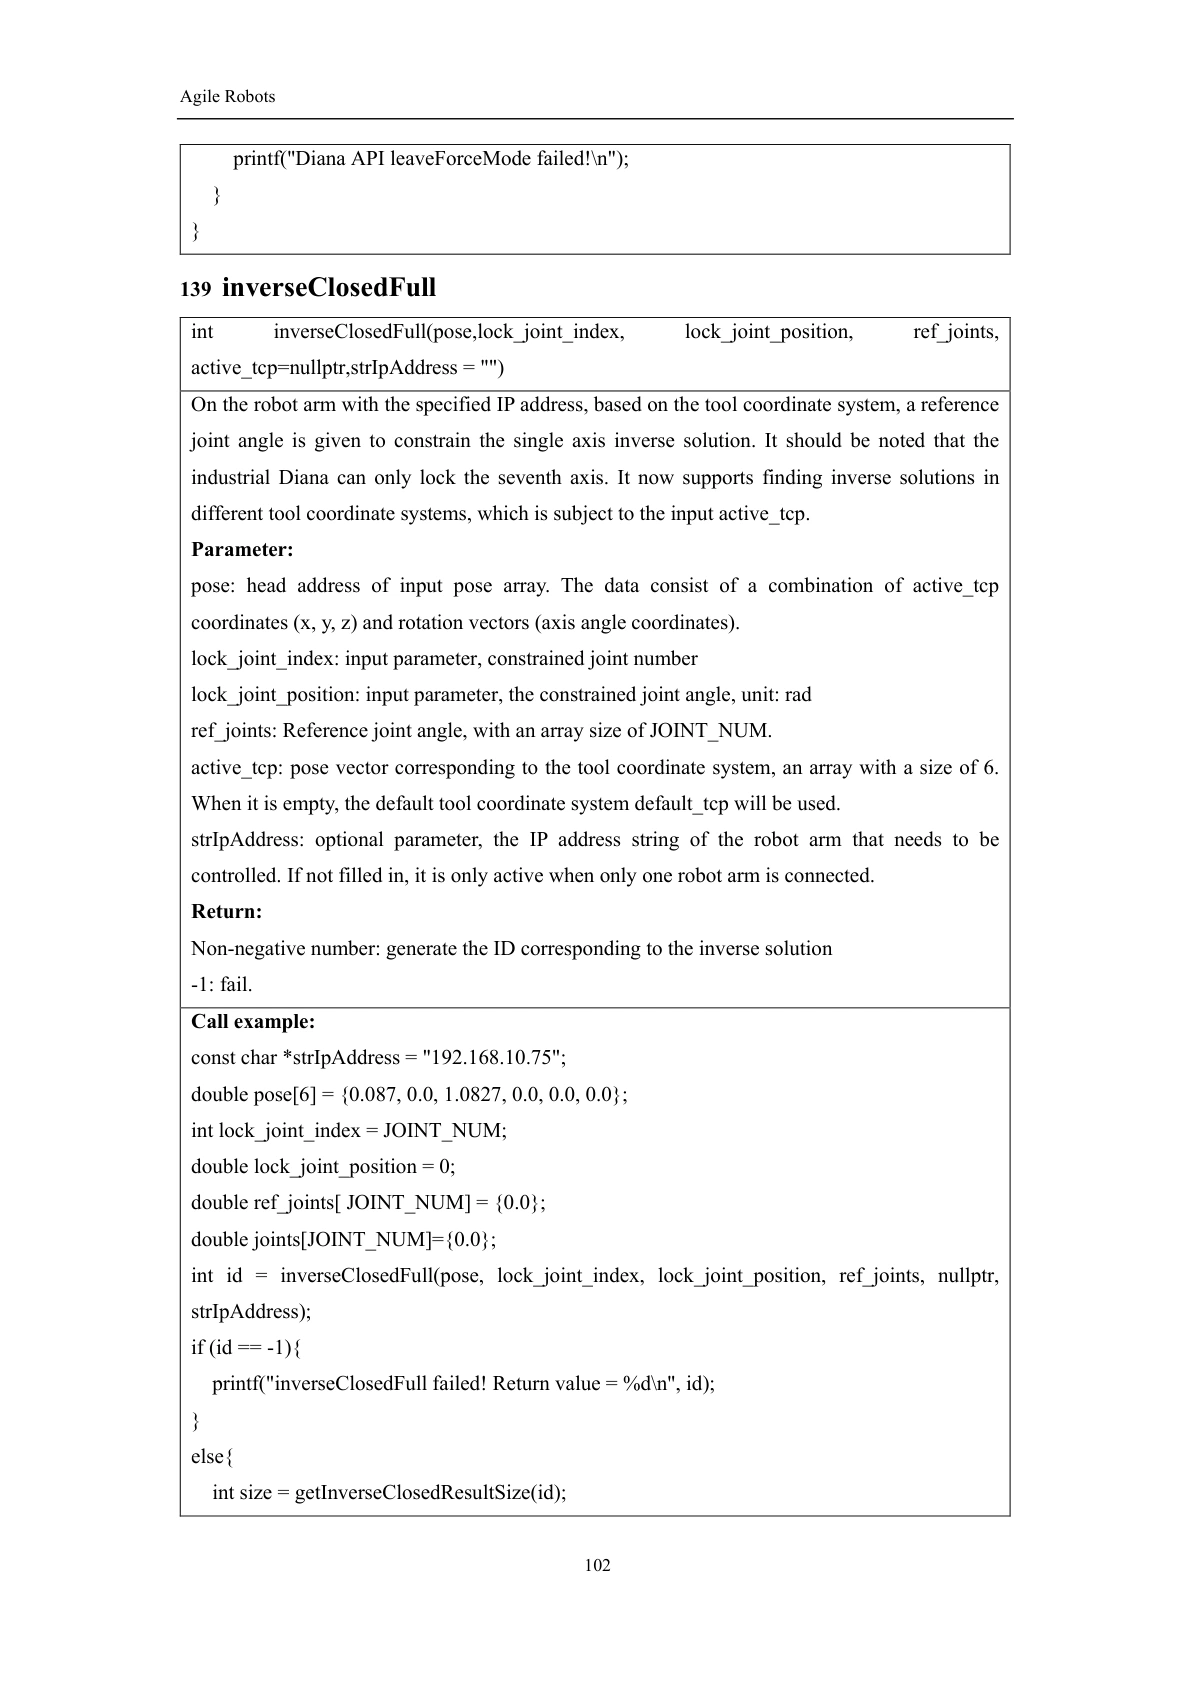 Agile Robots
printf("Diana API leaveForceMode failed!\n");
}
}
139 inverseClosedFull
int inverseClosedFull(pose,lock_joint_index, lock_joint_position, ref_joints,
active_tcp=nullptr,strIpAddress = "")
On the robot arm with the specified IP address, based on the tool coordinate system, a reference
joint angle is given to constrain the single axis inverse solution. It should be noted that the
industrial Diana can only lock the seventh axis. It now supports finding inverse solutions in
different tool coordinate systems, which is subject to the input active_tcp.
Parameter:
pose: head address of input pose array. The data consist of a combination of active_tcp
coordinates (x, y, z) and rotation vectors (axis angle coordinates).
lock_joint_index: input parameter, constrained joint number
lock_joint_position: input parameter, the constrained joint angle, unit: rad
ref_joints: Reference joint angle, with an array size of JOINT_NUM.
active_tcp: pose vector corresponding to the tool coordinate system, an array with a size of 6.
When it is empty, the default tool coordinate system default_tcp will be used.
strIpAddress: optional parameter, the IP address string of the robot arm that needs to be
controlled. If not filled in, it is only active when only one robot arm is connected.
Return:
Non-negative number: generate the ID corresponding to the inverse solution
-1: fail.
Call example:
const char *strIpAddress = "192.168.10.75";
double pose[6] = {0.087, 0.0, 1.0827, 0.0, 0.0, 0.0};
int lock_joint_index = JOINT_NUM;
double lock_joint_position = 0;
double ref_joints[ JOINT_NUM] = {0.0};
double joints[JOINT_NUM]={0.0};
int id = inverseClosedFull(pose, lock_joint_index, lock_joint_position, ref_joints, nullptr,
strIpAddress);
if (id == -1){
printf("inverseClosedFull failed! Return value = %d\n", id);
}
else{
int size = getInverseClosedResultSize(id);
102